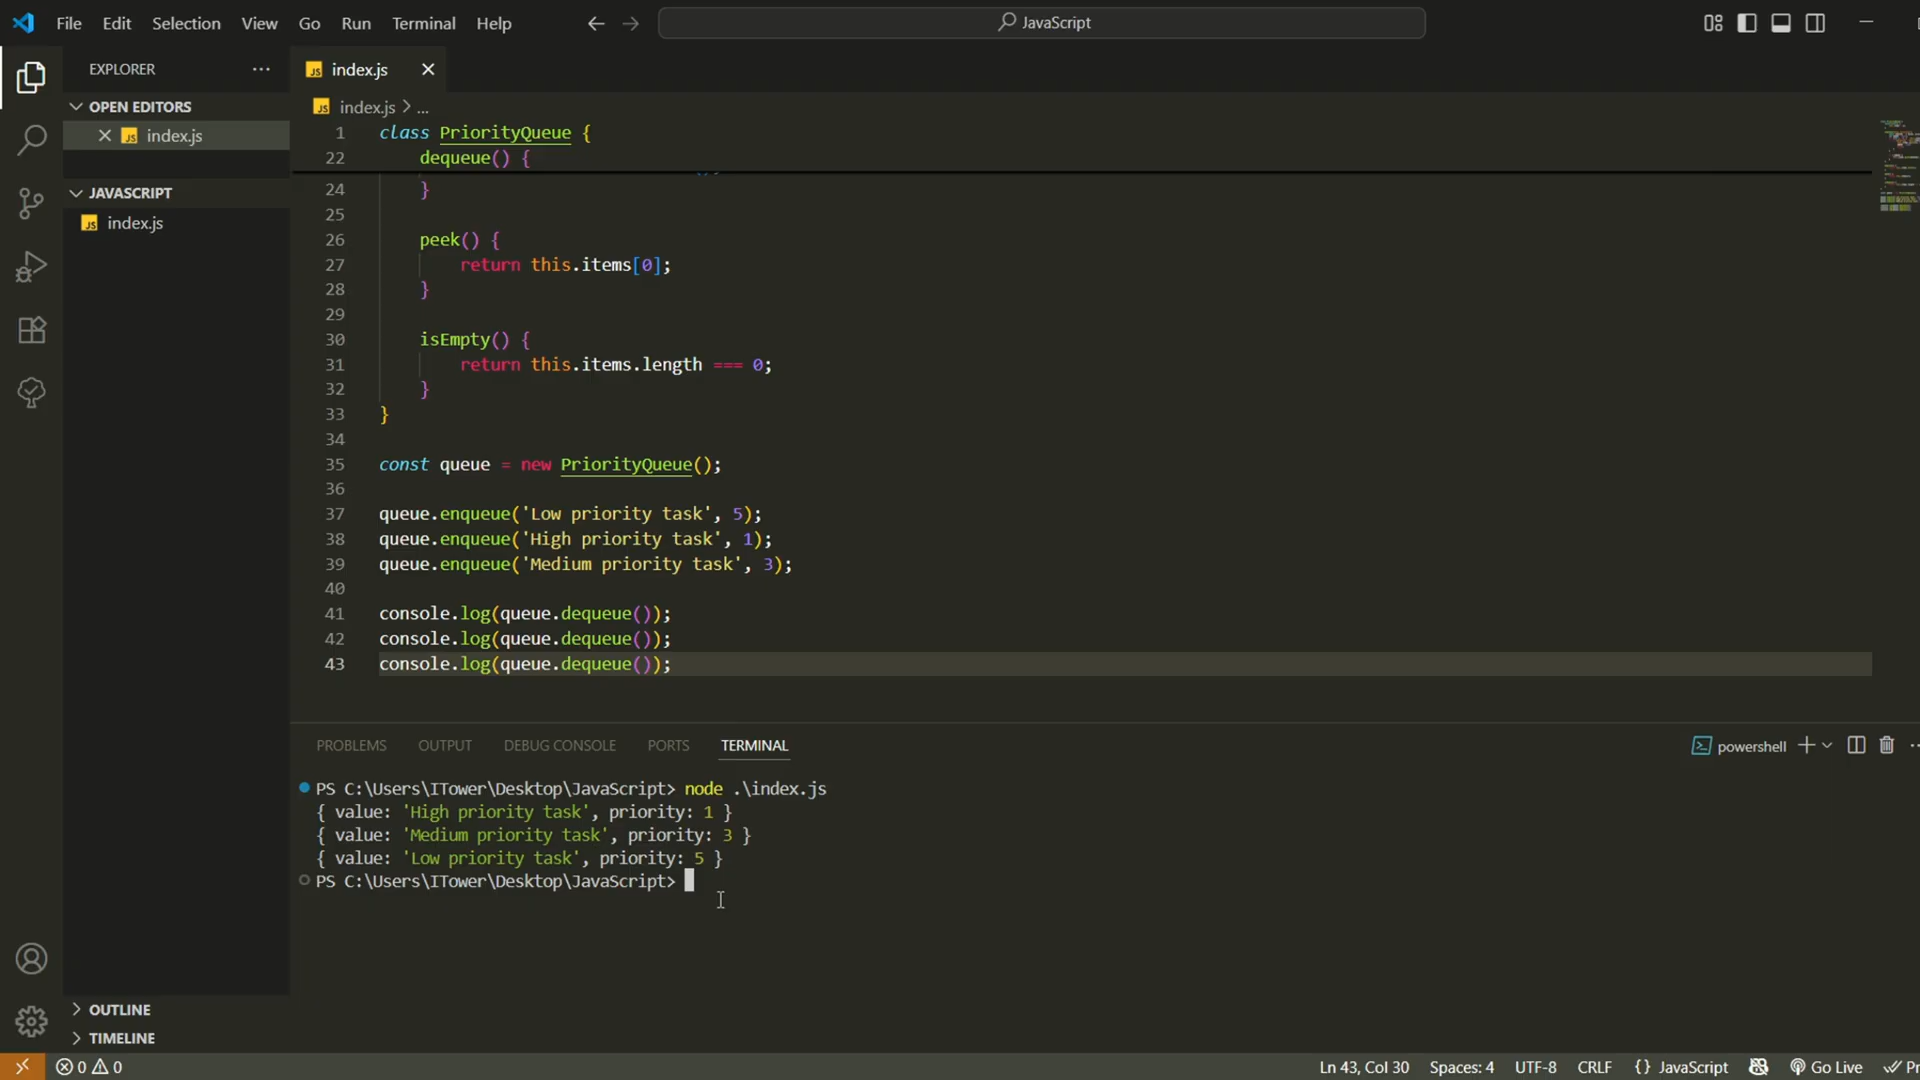 File Edit Selection View Go Run Terminal Help
JavaScript
EXPLORER
OPEN EDITORS
index.js
JAVASCRIPT
index.js
OUTLINE
TIMELINE
index.js
index.js > ...
1 class PriorityQueue {
22 dequeue() {
24 }
25
26 peek() {
27 return this.items[0];
28 }
29
30 isEmpty() {
31 return this.items.length === 0;
32 }
33 }
34
35 const queue = new PriorityQueue();
36
37 queue.enqueue('Low priority task', 5);
38 queue.enqueue('High priority task', 1);
39 queue.enqueue('Medium priority task', 3);
40
41 console.log(queue.dequeue());
42 console.log(queue.dequeue());
43 console.log(queue.dequeue());
PROBLEMS OUTPUT DEBUG CONSOLE PORTS TERMINAL
powershell
PS C:\Users\ITower\Desktop\JavaScript> node .\index.js
{ value: 'High priority task', priority: 1 }
{ value: 'Medium priority task', priority: 3 }
{ value: 'Low priority task', priority: 5 }
PS C:\Users\ITower\Desktop\JavaScript>
0 0 Ln 43, Col 30 Spaces: 4 UTF-8 CRLF {} JavaScript Go Live Pr